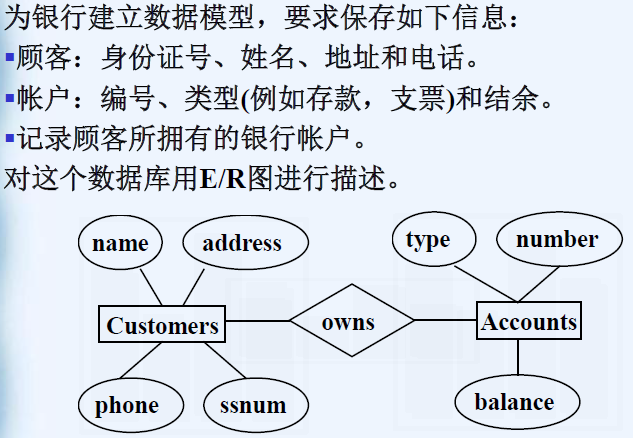 为银行建立数据模型，要求保存如下信息：
▪顾客：身份证号、姓名、地址和电话。
▪帐户：编号、类型(例如存款，支票)和结余。
▪记录顾客所拥有的银行帐户。
对这个数据库用E/R图进行描述。
name address type number
Customers owns Accounts
phone ssnum balance